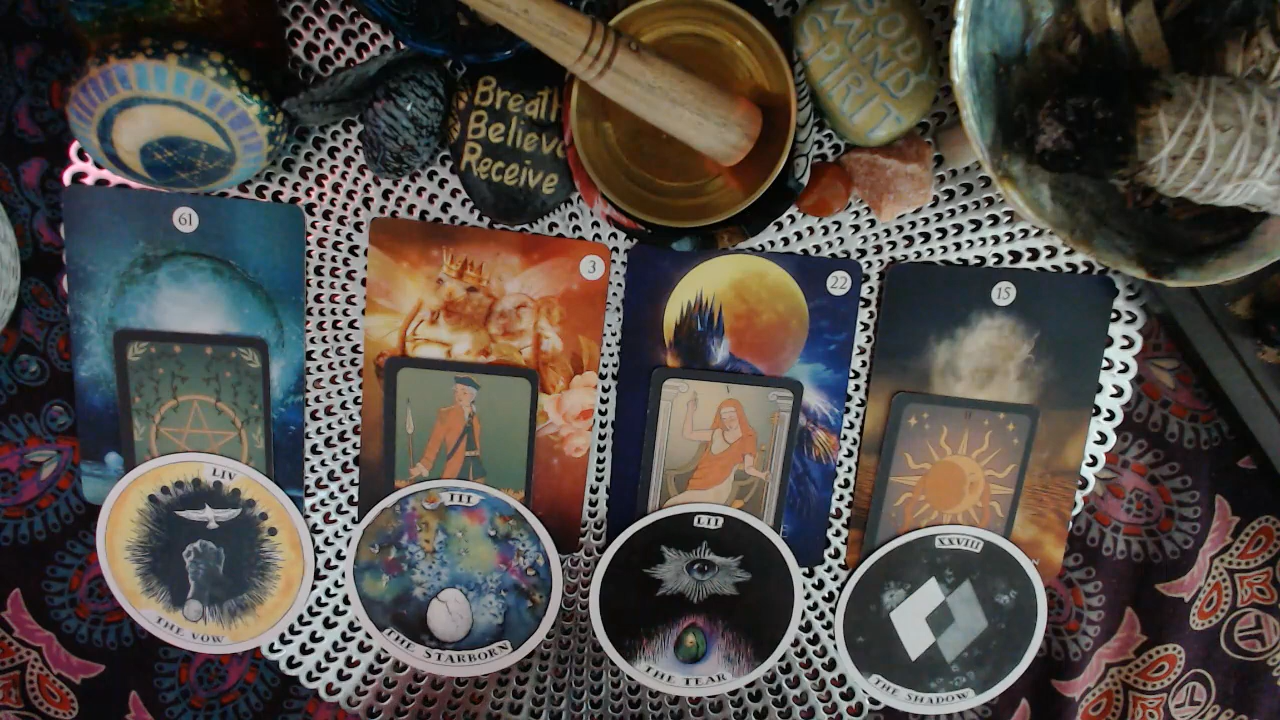 BODY
MIND
SPIRIT
Breath
Believe
Receive
61
3
22
15
LIV
THE VOW
III
THE STARBORN
VII
THE TEAR
XXVIII
THE SHADOW